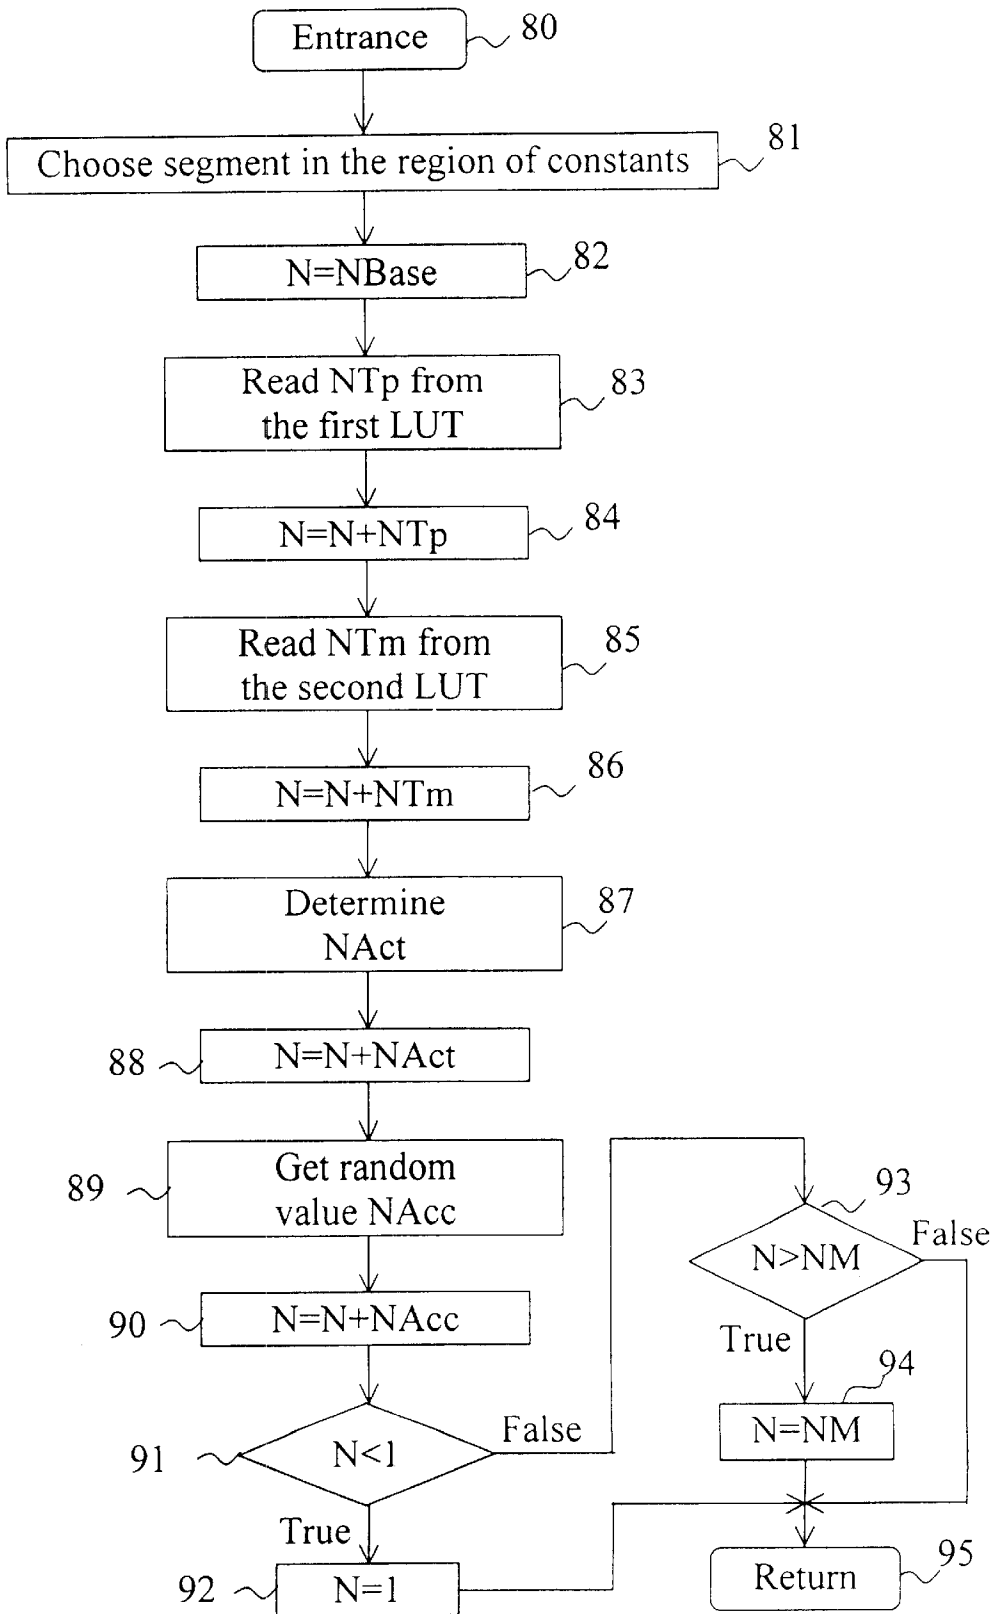 Entrance
80
Choose segment in the region of constants
81
N=NBase
82
Read NTp from
the first LUT
83
N=N+NTp
84
Read NTm from
the second LUT
85
N=N+NTm
86
Determine
NAct
87
88
N=N+NAct
89
Get random
value NAcc
90
N=N+NAcc
91
N<1
False
True
92
N=1
93
N>NM
False
True
94
N=NM
Return
95